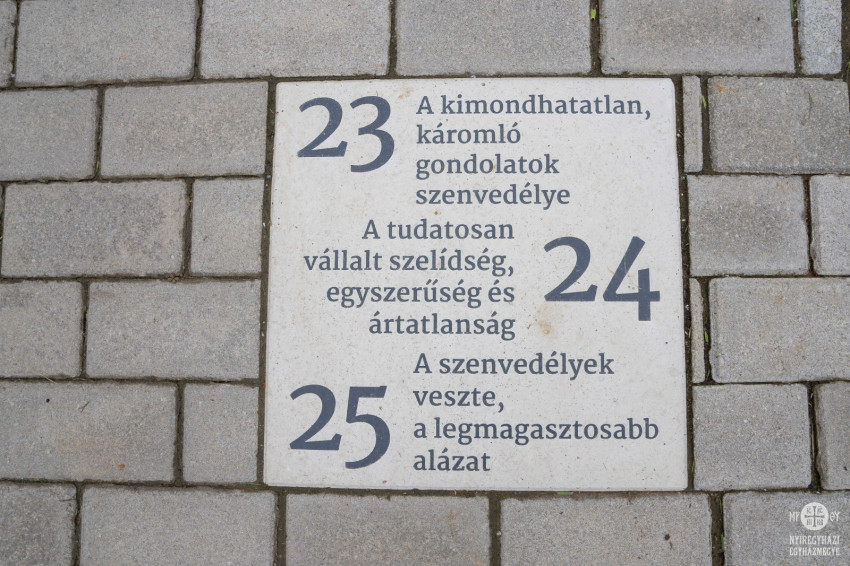 23
A kimondhatatlan,
káromló
gondolatok
szenvedélye
A tudatosan
vállalt szelídség,
egyszerűség és
ártatlanság
24
25
A szenvedélyek
veszte,
a legmagasztosabb
alázat
NYÍREGYHÁZI
EGYHÁZMEGYE